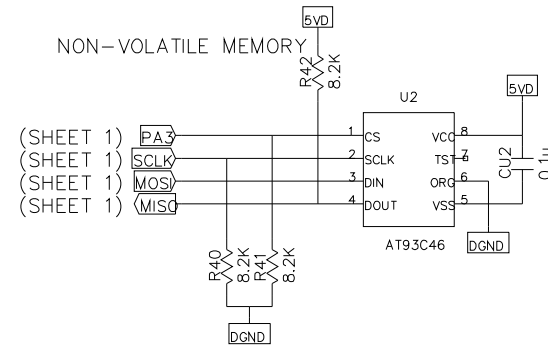 5VD
NON-VOLATILE MEMORY
R42
8.2K
U2
5VD
(SHEET 1) PA3 1 CS VCC 8
(SHEET 1) SCLK 2 SCLK TST 7
(SHEET 1) MOSI 3 DIN ORG 6
(SHEET 1) MISO 4 DOUT VSS 5
CU2
0.1u
AT93C46
DGND
R40
8.2K
R41
8.2K
DGND